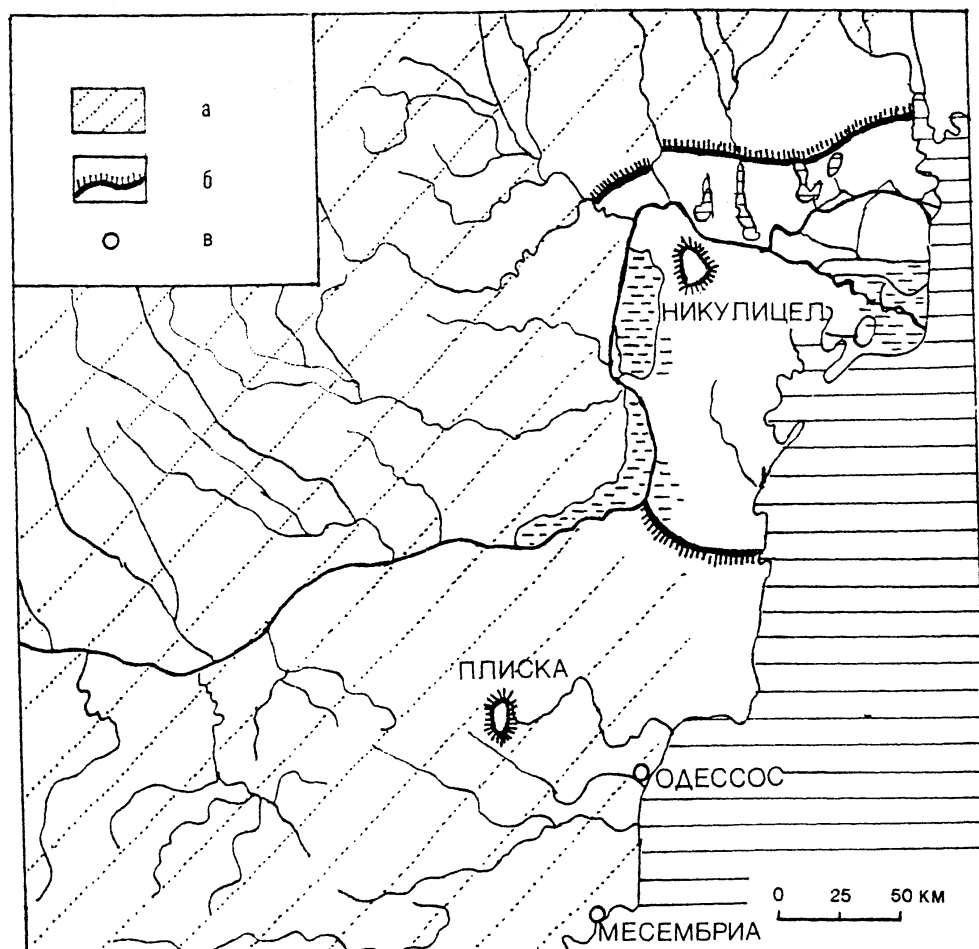 а
б
в
НИКУЛИЦЕЛ
ПЛИСКА
ОДЕССОС
0 25 50 КМ
МЕСЕМБРИА